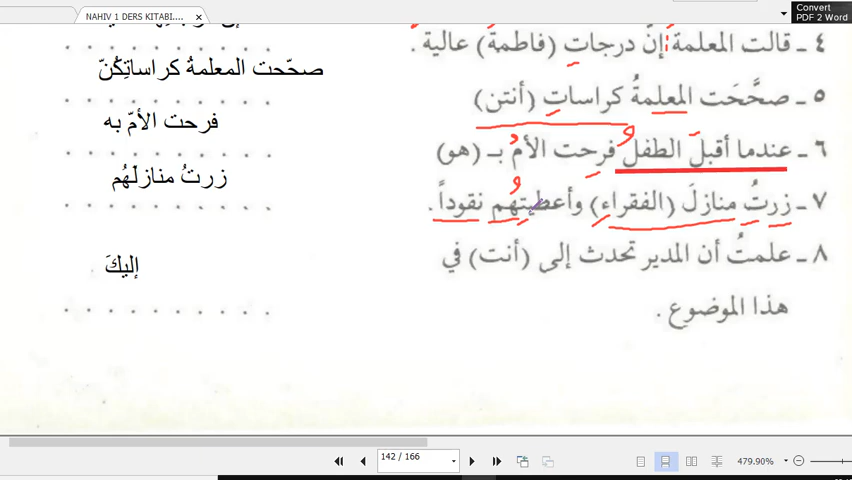 NAHIV 1 DERS KITABI....
Convert
PDF 2 Word
٤ ـ قالت المعلمة إنَّ درجاتِ (فاطمة) عالية .
صحّحت المعلمةُ كراساتِكُنّ
٥ ـ صحَّحَت المعلمةُ كراساتِ (أنتن)
فرحت الأمّ به
٦ ـ عندما أقبلَ الطفلُ فرِحت الأمُ بـ (هو)
زرتُ منازلَهُم
٧ ـ زرتُ منازلَ (الفقراءِ) وأعطيتِهُم نقوداً.
إليكَ
٨ ـ علمتُ أن المدير تحدث إلى (أنت) في
هذا الموضوع .
142 / 166
479.90%